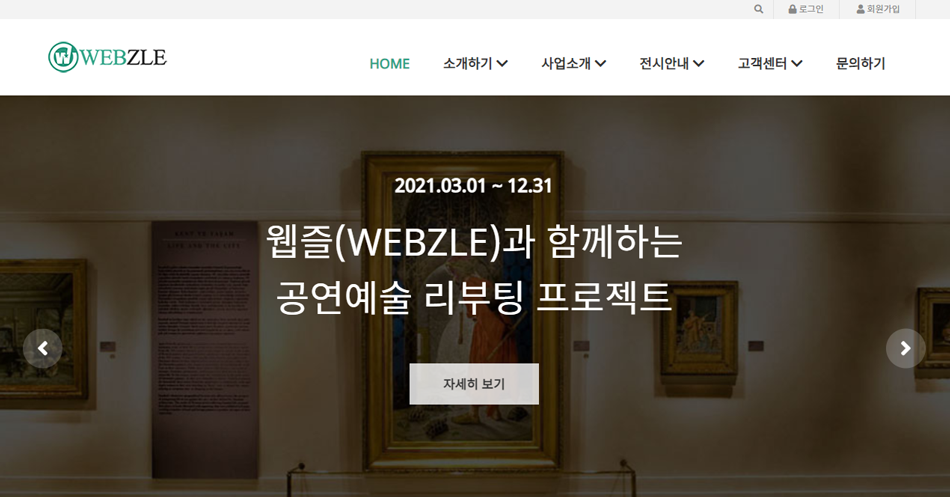 로그인
회원가입
WEBZLE
HOME
소개하기
사업소개
전시안내
고객센터
문의하기
2021.03.01 ~ 12.31
웹즐(WEBZLE)과 함께하는
공연예술 리부팅 프로젝트
자세히 보기